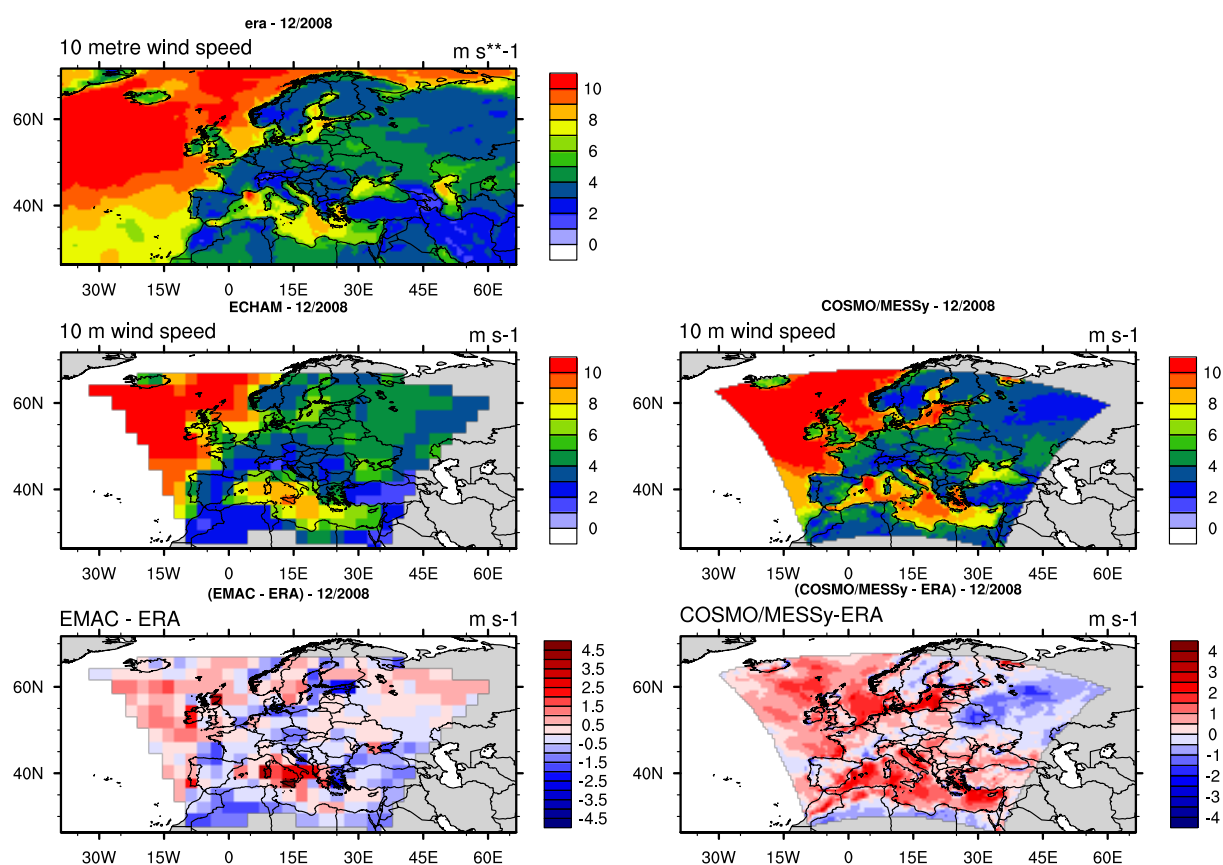 era - 12/2008
10 metre wind speed m s**-1
60N
40N
30W 15W 0 15E 30E 45E 60E
10
8
6
4
2
0
ECHAM - 12/2008
10 m wind speed m s-1
60N
40N
30W 15W 0 15E 30E 45E 60E
10
8
6
4
2
0
COSMO/MESSy - 12/2008
10 m wind speed m s-1
60N
40N
30W 15W 0 15E 30E 45E 60E
10
8
6
4
2
0
(EMAC - ERA) - 12/2008
EMAC - ERA m s-1
60N
40N
30W 15W 0 15E 30E 45E 60E
4.5
3.5
2.5
1.5
0.5
-0.5
-1.5
-2.5
-3.5
-4.5
(COSMO/MESSy - ERA) - 12/2008
COSMO/MESSy-ERA m s-1
60N
40N
30W 15W 0 15E 30E 45E 60E
4
3
2
1
0
-1
-2
-3
-4